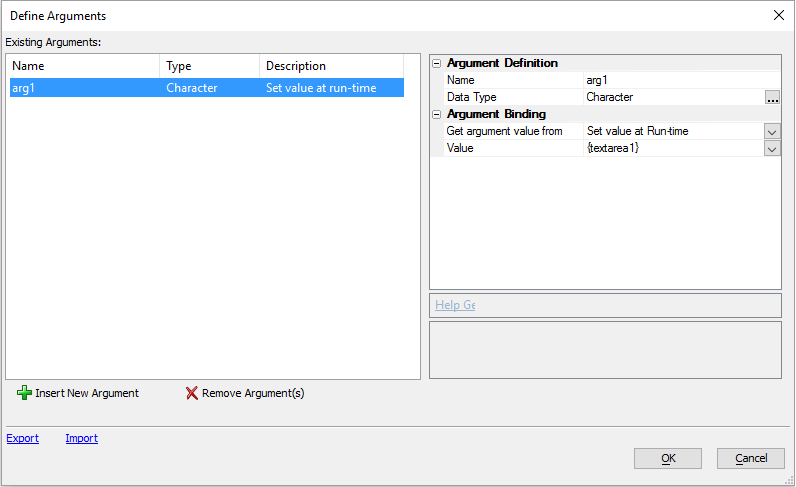 Define Arguments
Existing Arguments:
Name Type Description
arg1 Character Set value at run-time
Argument Definition
Name arg1
Data Type Character ...
Argument Binding
Get argument value from Set value at Run-time
Value {textarea1}
Help Ge
Insert New Argument Remove Argument(s)
Export Import
OK Cancel